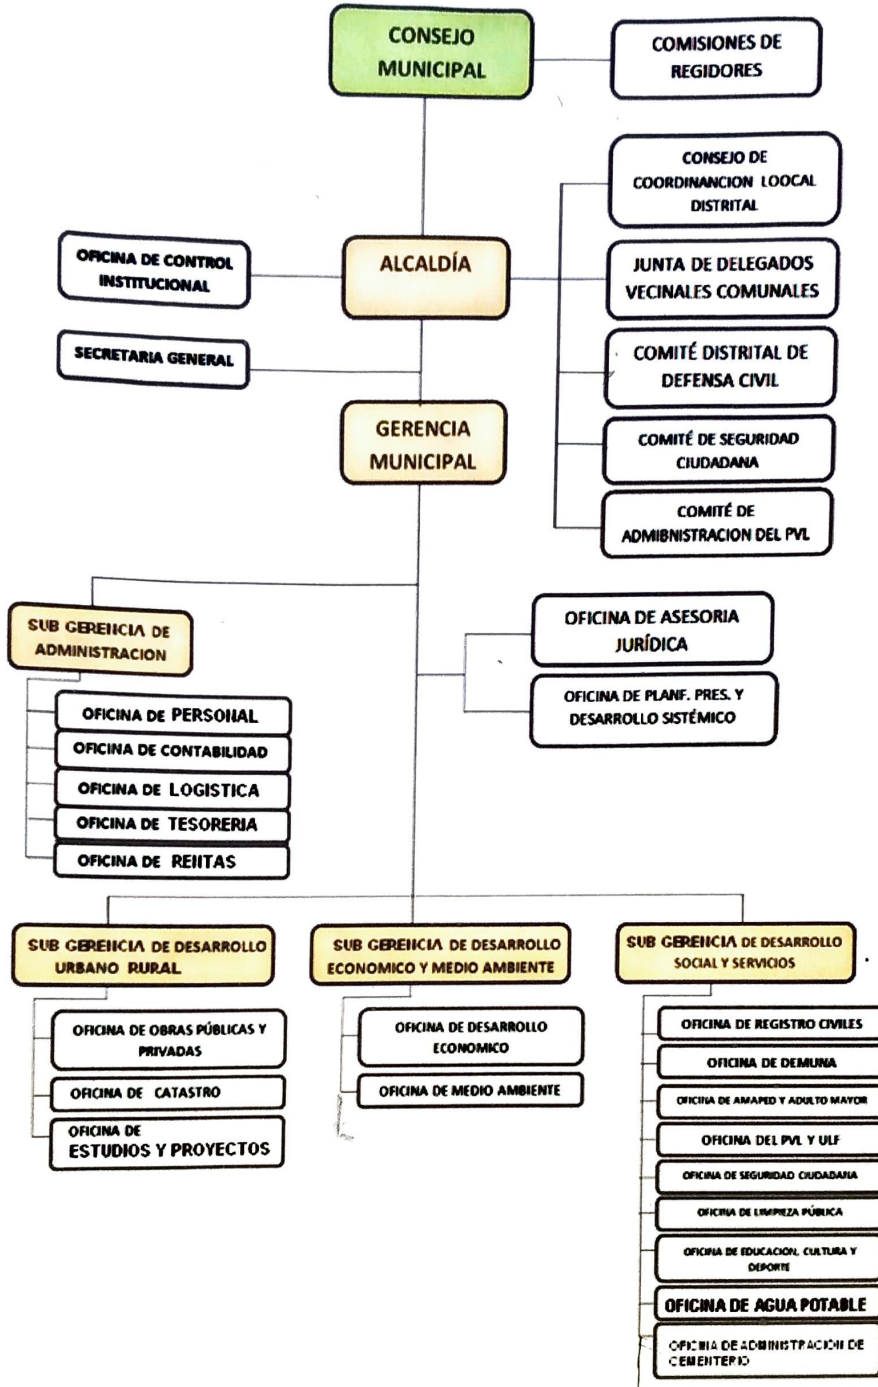 CONSEJO
MUNICIPAL
COMISIONES DE
REGIDORES
CONSEJO DE
COORDINANCION LOOCAL
DISTRITAL
OFICINA DE CONTROL
INSTITUCIONAL
ALCALDÍA
JUNTA DE DELEGADOS
VECINALES COMUNALES
SECRETARIA GENERAL
COMITÉ DISTRITAL DE
DEFENSA CIVIL
GERENCIA
MUNICIPAL
COMITÉ DE SEGURIDAD
CIUDADANA
COMITÉ DE
ADMIBNISTRACION DEL PVL
SUB GERENCIA DE
ADMINISTRACION
OFICINA DE PERSONAL
OFICINA DE CONTABILIDAD
OFICINA DE LOGISTICA
OFICINA DE TESORERIA
OFICINA DE RENTAS
OFICINA DE ASESORIA
JURÍDICA
OFICINA DE PLANF. PRES. Y
DESARROLLO SISTÉMICO
SUB GERENCIA DE DESARROLLO
URBANO RURAL
OFICINA DE OBRAS PÚBLICAS Y
PRIVADAS
OFICINA DE CATASTRO
OFICINA DE
ESTUDIOS Y PROYECTOS
SUB GERENCIA DE DESARROLLO
ECONOMICO Y MEDIO AMBIENTE
OFICINA DE DESARROLLO
ECONOMICO
OFICINA DE MEDIO AMBIENTE
SUB GERENCIA DE DESARROLLO
SOCIAL Y SERVICIOS
OFICINA DE REGISTRO CIVILES
OFICINA DE DEMUNA
OFICINA DE AMAPED Y ADULTO MAYOR
OFICINA DEL PVL Y ULF
OFICINA DE SEGURIDAD CIUDADANA
OFICINA DE LIMPIEZA PÚBLICA
OFICINA DE EDUCACION, CULTURA Y
DEPORTE
OFICINA DE AGUA POTABLE
OFICINA DE ADMINISTRACION DE
CEMENTERIO